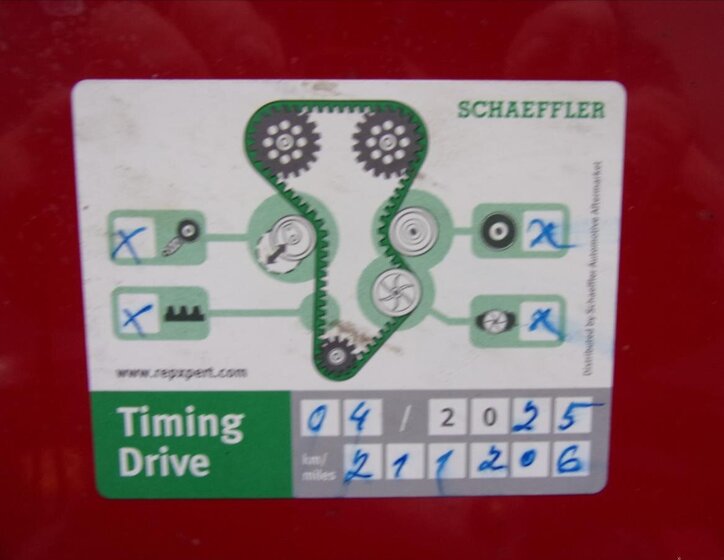 SCHAEFFLER
X
x
X
x
www.repxpert.com
Distributed by Schaeffler Automotive Aftermarket
Timing
Drive
04 / 2025
km/
miles
211206